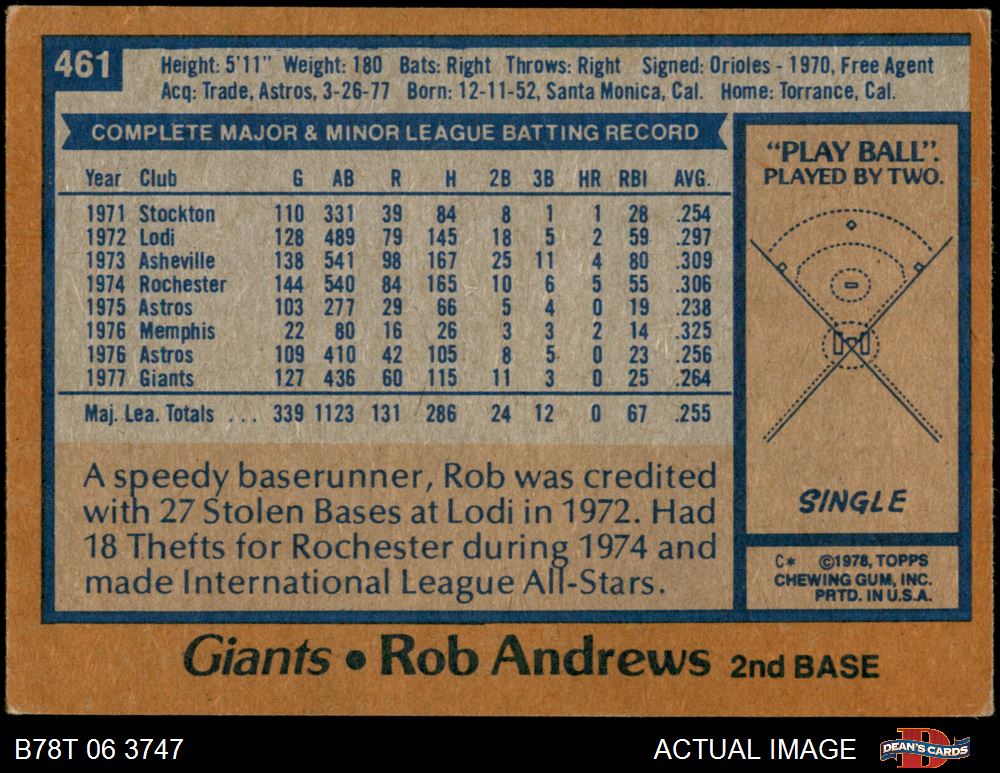 461
Height: 5'11" Weight: 180 Bats: Right Throws: Right Signed: Orioles - 1970, Free Agent
Acq: Trade, Astros, 3-26-77 Born: 12-11-52, Santa Monica, Cal. Home: Torrance, Cal.
COMPLETE MAJOR & MINOR LEAGUE BATTING RECORD
Year Club G AB R H 2B 3B HR RBI AVG.
1971 Stockton 110 331 39 84 8 1 1 28 .254
1972 Lodi 128 489 79 145 18 5 2 59 .297
1973 Asheville 138 541 98 167 25 11 4 80 .309
1974 Rochester 144 540 84 165 10 6 5 55 .306
1975 Astros 103 277 29 66 5 4 0 19 .238
1976 Memphis 22 80 16 26 3 3 2 14 .325
1976 Astros 109 410 42 105 8 5 0 23 .256
1977 Giants 127 436 60 115 11 3 0 25 .264
Maj. Lea. Totals ... 339 1123 131 286 24 12 0 67 .255
A speedy baserunner, Rob was credited
with 27 Stolen Bases at Lodi in 1972. Had
18 Thefts for Rochester during 1974 and
made International League All-Stars.
"PLAY BALL".
PLAYED BY TWO.
SINGLE
C* ©1978, TOPPS
CHEWING GUM, INC.
PRTD. IN U.S.A.
Giants • Rob Andrews 2nd BASE
B78T 06 3747 ACTUAL IMAGE DEAN'S CARDS